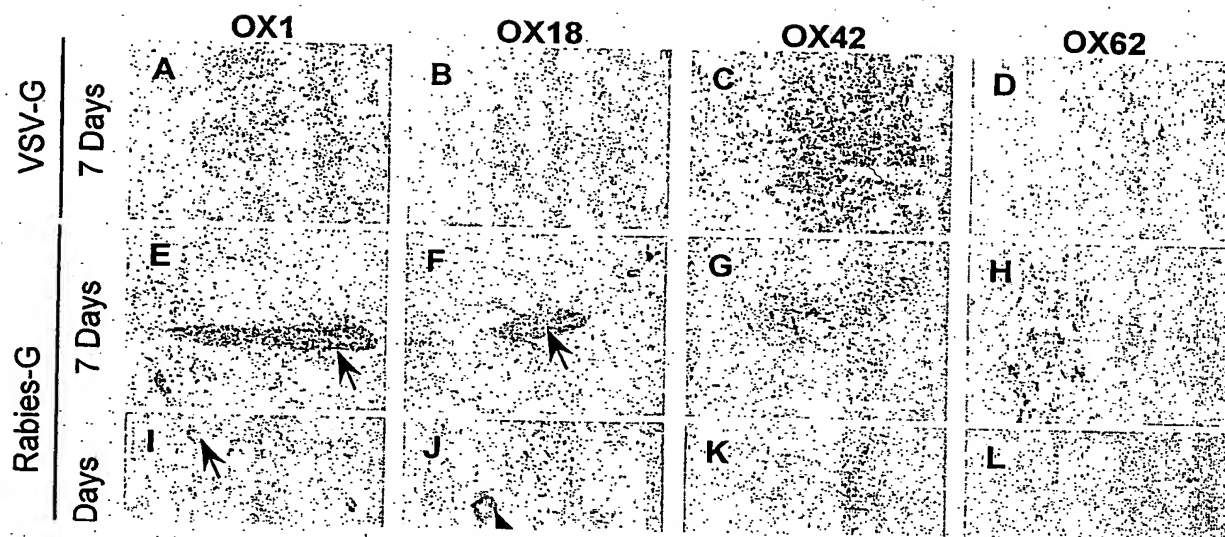 OX1 OX18 OX42 OX62
VSV-G
7 Days
A B C D
Rabies-G
7 Days
E F G H
Days
I J K L